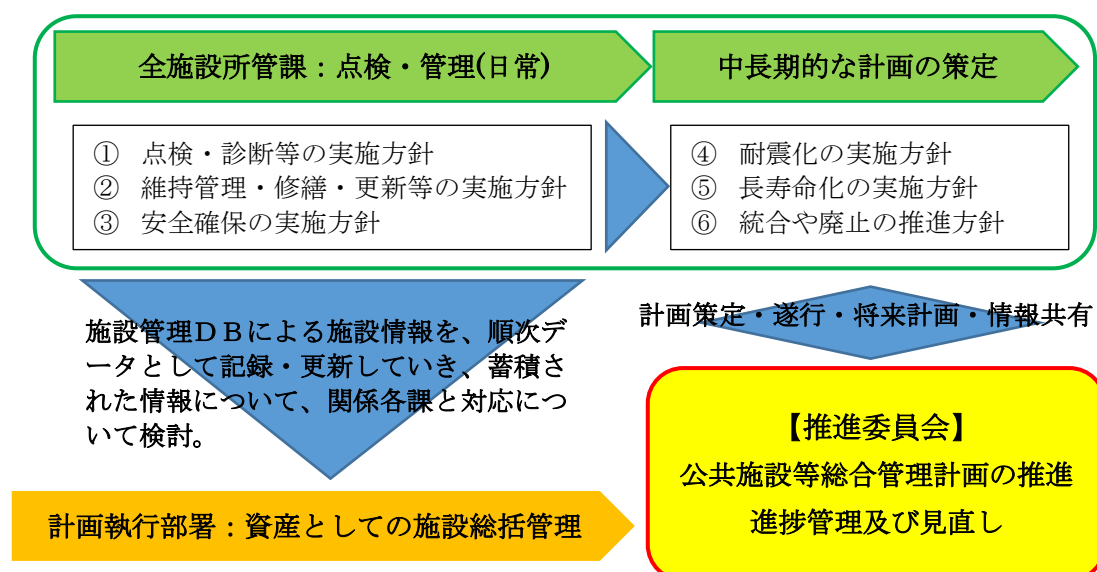 全施設所管課：点検・管理(日常)
中長期的な計画の策定
① 点検・診断等の実施方針
② 維持管理・修繕・更新等の実施方針
③ 安全確保の実施方針
④ 耐震化の実施方針
⑤ 長寿命化の実施方針
⑥ 統合や廃止の推進方針
施設管理ＤＢによる施設情報を、順次デ
ータとして記録・更新していき、蓄積さ
れた情報について、関係各課と対応につ
いて検討。
計画策定・遂行・将来計画・情報共有
【推進委員会】
公共施設等総合管理計画の推進
進捗管理及び見直し
計画執行部署：資産としての施設総括管理